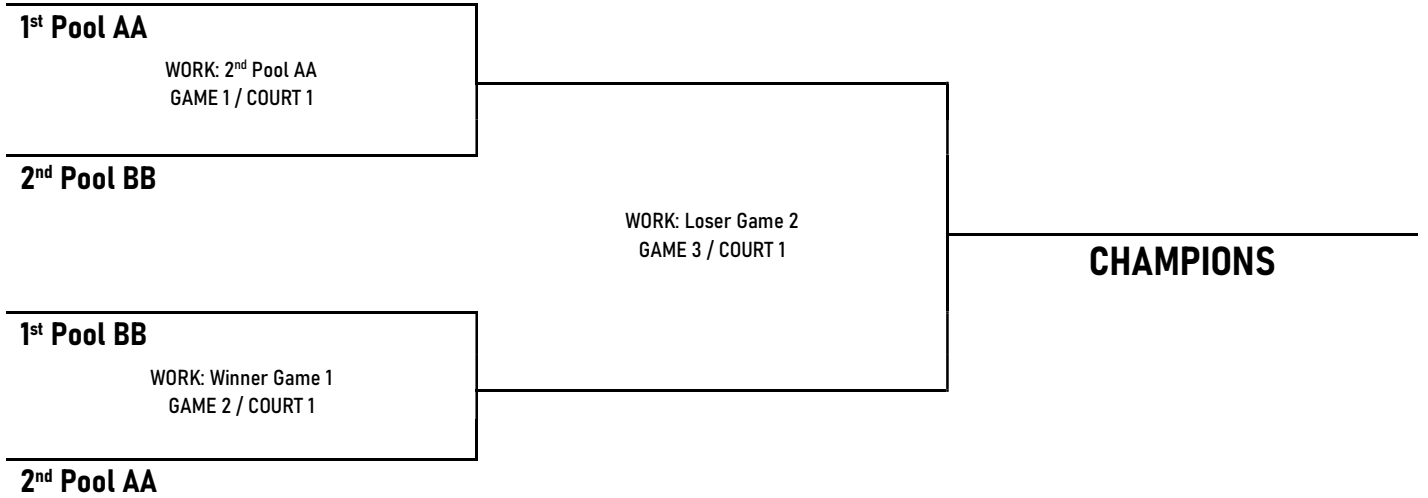 1st Pool AA
WORK: 2nd Pool AA
GAME 1 / COURT 1
2nd Pool BB
WORK: Loser Game 2
GAME 3 / COURT 1
CHAMPIONS
1st Pool BB
WORK: Winner Game 1
GAME 2 / COURT 1
2nd Pool AA